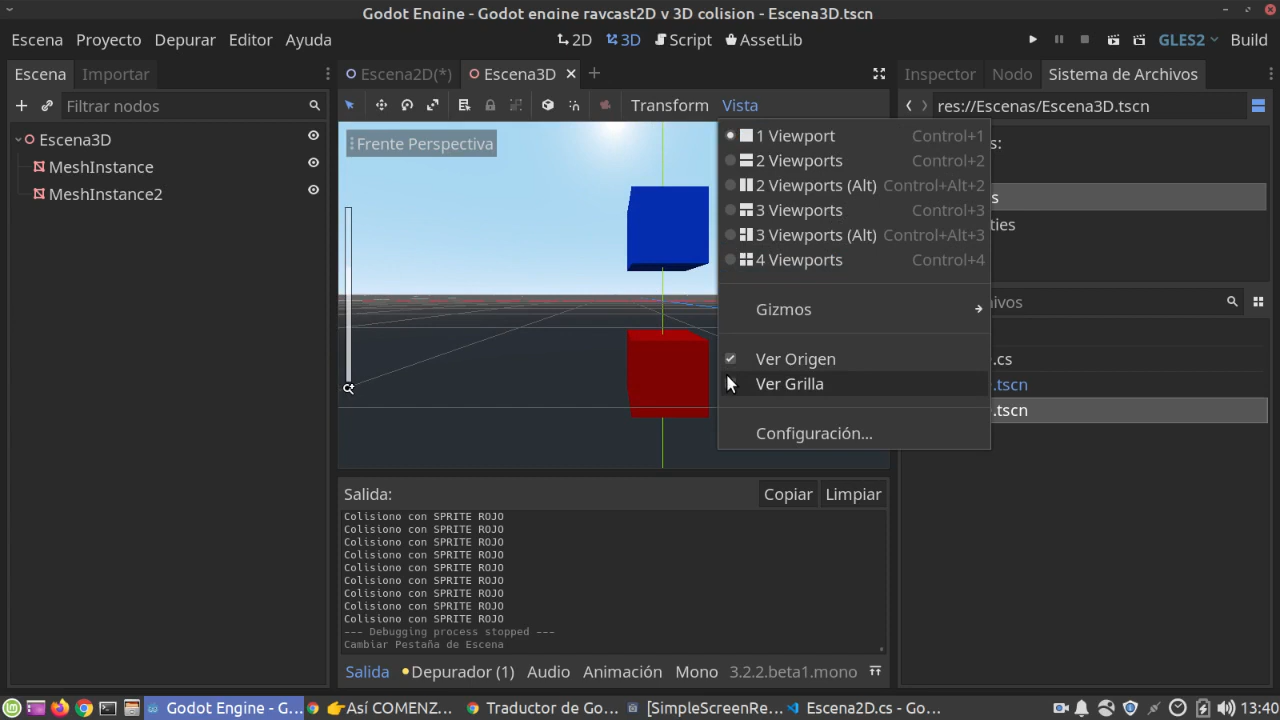 Godot Engine - Godot engine raycast2D y 3D colision - Escena3D.tscn
Escena Proyecto Depurar Editor Ayuda 2D 3D Script AssetLib GLES2 Build
Escena Importar Escena2D(*) Escena3D Inspector Nodo Sistema de Archivos
Filtrar nodos Transform Vista res://Escenas/Escena3D.tscn
Escena3D
MeshInstance
MeshInstance2
Frente Perspectiva
1 Viewport Control+1
2 Viewports Control+2
2 Viewports (Alt) Control+Alt+2
3 Viewports Control+3
3 Viewports (Alt) Control+Alt+3
4 Viewports Control+4
Gizmos
Ver Origen
Ver Grilla
Configuración...
os:
s
ties
ivos
.cs
.tscn
.tscn
Salida: Copiar Limpiar
Colisiono con SPRITE ROJO
Colisiono con SPRITE ROJO
Colisiono con SPRITE ROJO
Colisiono con SPRITE ROJO
Colisiono con SPRITE ROJO
Colisiono con SPRITE ROJO
Colisiono con SPRITE ROJO
Colisiono con SPRITE ROJO
Colisiono con SPRITE ROJO
--- Debugging process stopped ---
Cambiar Pestaña de Escena
Salida Depurador (1) Audio Animación Mono 3.2.2.beta1.mono
Godot Engine - G... 👉Así COMENZ... Traductor de Go... [SimpleScreenRe... Escena2D.cs - Go... 13:40